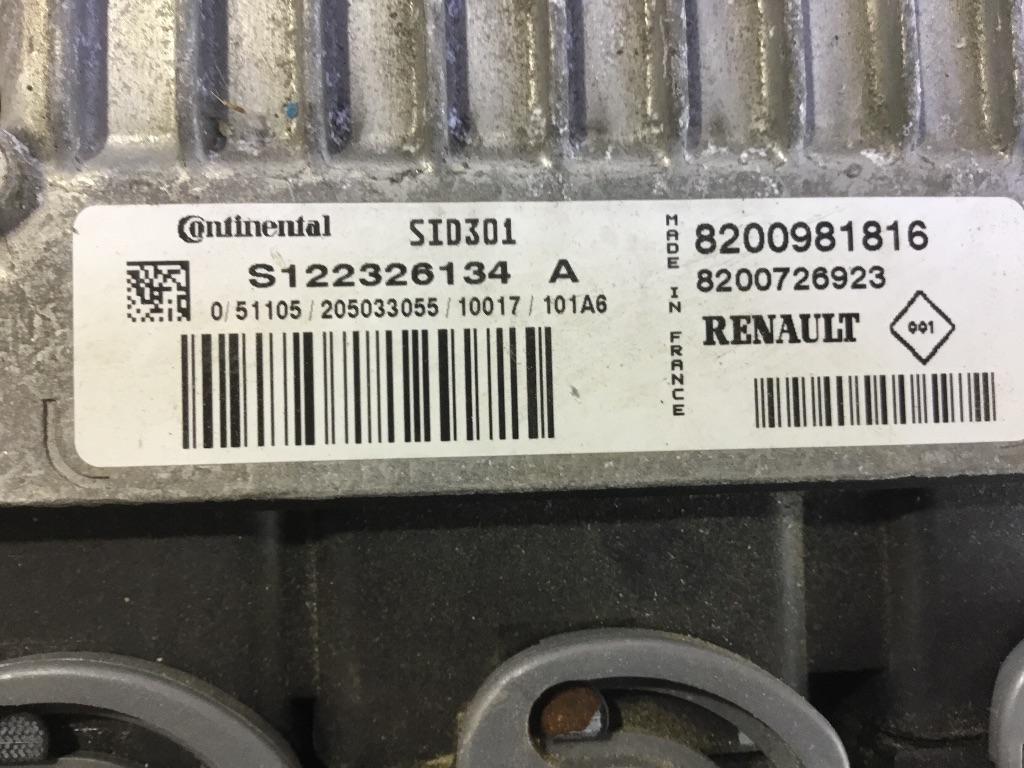 Continental SID301
S122326134 A
0/51105/205033055/10017/101A6
MADE IN FRANCE
8200981816
8200726923
RENAULT 001